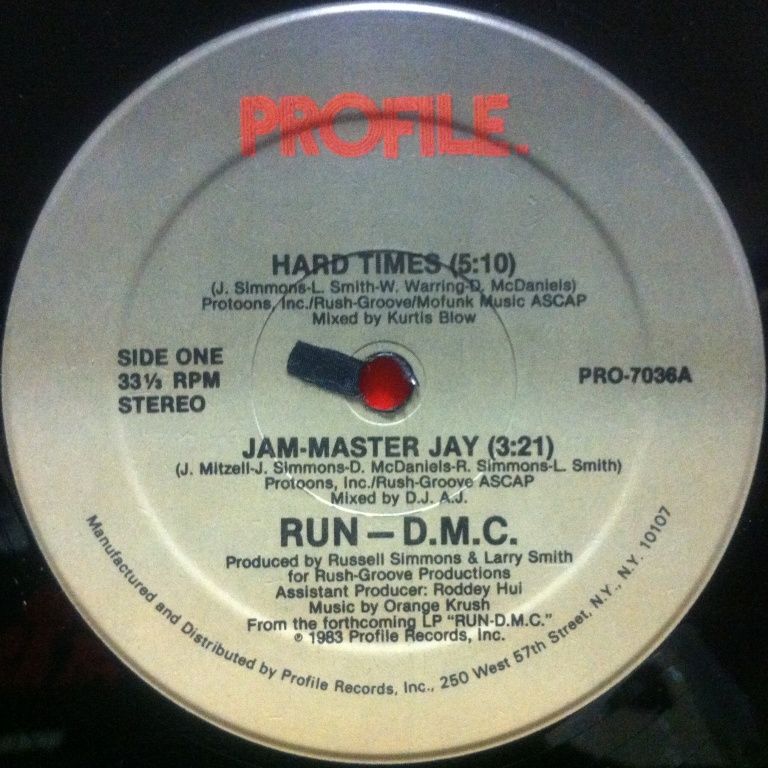 PROFILE.
HARD TIMES (5:10)
(J. Simmons-L. Smith-W. Warring-D. McDaniels)
Protoons, Inc./Rush-Groove/Mofunk Music ASCAP
Mixed by Kurtis Blow
SIDE ONE
33⅓ RPM
STEREO
PRO-7036A
JAM-MASTER JAY (3:21)
(J. Mitzell-J. Simmons-D. McDaniels-R. Simmons-L. Smith)
Protoons, Inc./Rush-Groove ASCAP
Mixed by D.J. A.J.
RUN — D.M.C.
Produced by Russell Simmons & Larry Smith
for Rush-Groove Productions
Assistant Producer: Roddey Hui
Music by Orange Krush
From the forthcoming LP "RUN-D.M.C."
℗ 1983 Profile Records, Inc.
Manufactured and Distributed by Profile Records, Inc., 250 West 57th Street, N.Y., N.Y. 10107